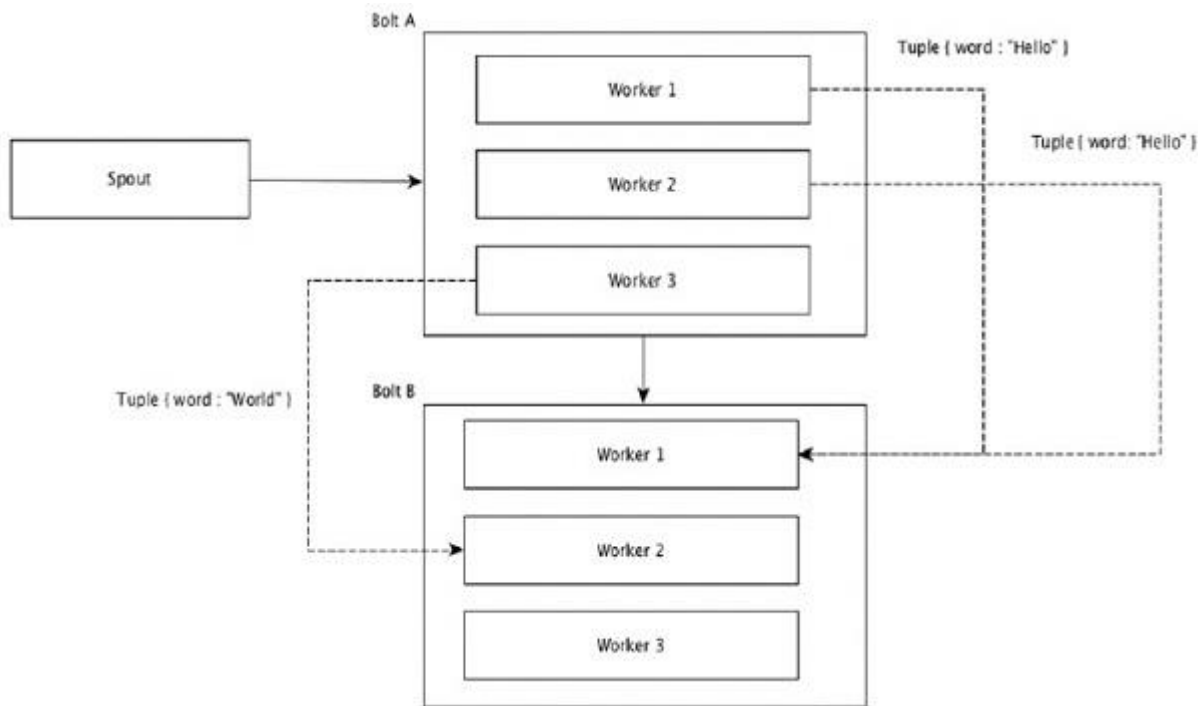 Bolt A
Tuple { word : "Hello" }
Worker 1
Tuple { word: "Hello" }
Spout
Worker 2
Worker 3
Tuple { word : "World" }
Bolt B
Worker 1
Worker 2
Worker 3